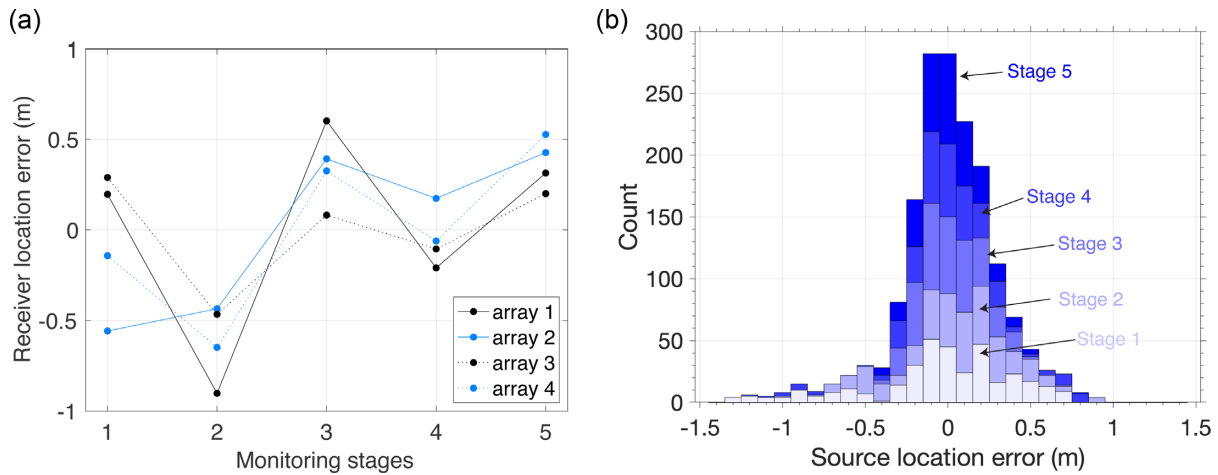 (a)
Receiver location error (m)
1
0.5
0
-0.5
-1
1
2
3
4
5
Monitoring stages
array 1
array 2
array 3
array 4
(b)
Count
300
250
200
150
100
50
0
-1.5
-1
-0.5
0
0.5
1
1.5
Source location error (m)
Stage 5
Stage 4
Stage 3
Stage 2
Stage 1